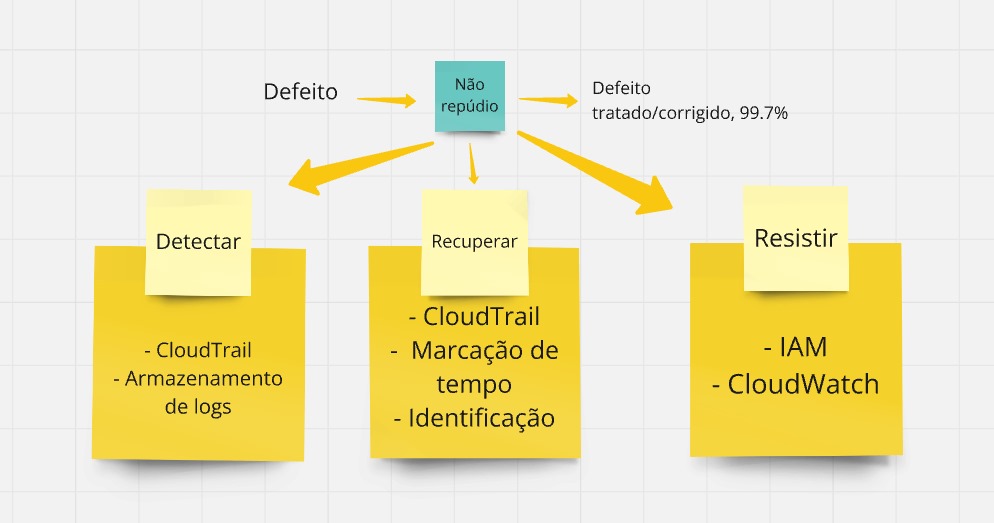 Defeito
Não
repúdio
Defeito
tratado/corrigido, 99.7%
Detectar
- CloudTrail
- Armazenamento
de logs
Recuperar
- CloudTrail
- Marcação de
tempo
- Identificação
Resistir
- IAM
- CloudWatch